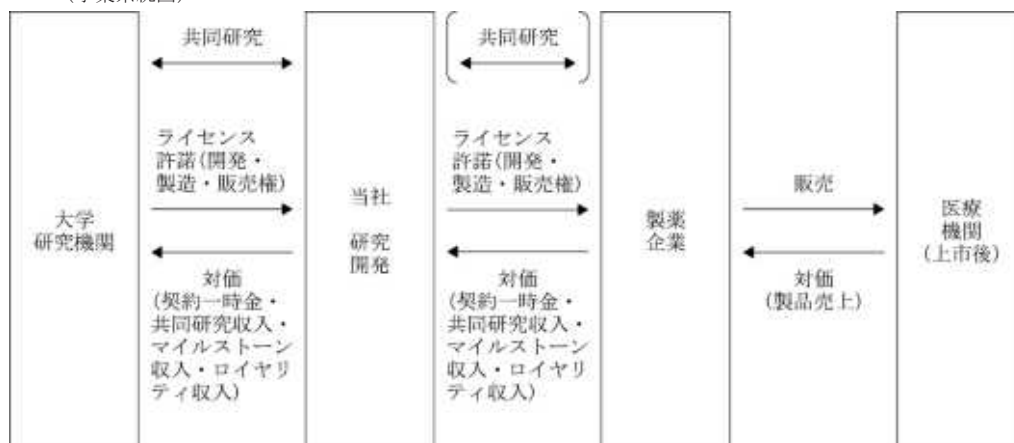 (事業系統図)
共同研究
共同研究
ライセンス
許諾(開発・
製造・販売権)
ライセンス
許諾(開発・
製造・販売権)
販売
大学
研究機関
当社
研究
開発
製薬
企業
医療
機関
(上市後)
対価
(契約一時金・
共同研究収入・
マイルストーン
収入・ロイヤリ
ティ収入)
対価
(契約一時金・
共同研究収入・
マイルストーン
収入・ロイヤリ
ティ収入)
対価
(製品売上)